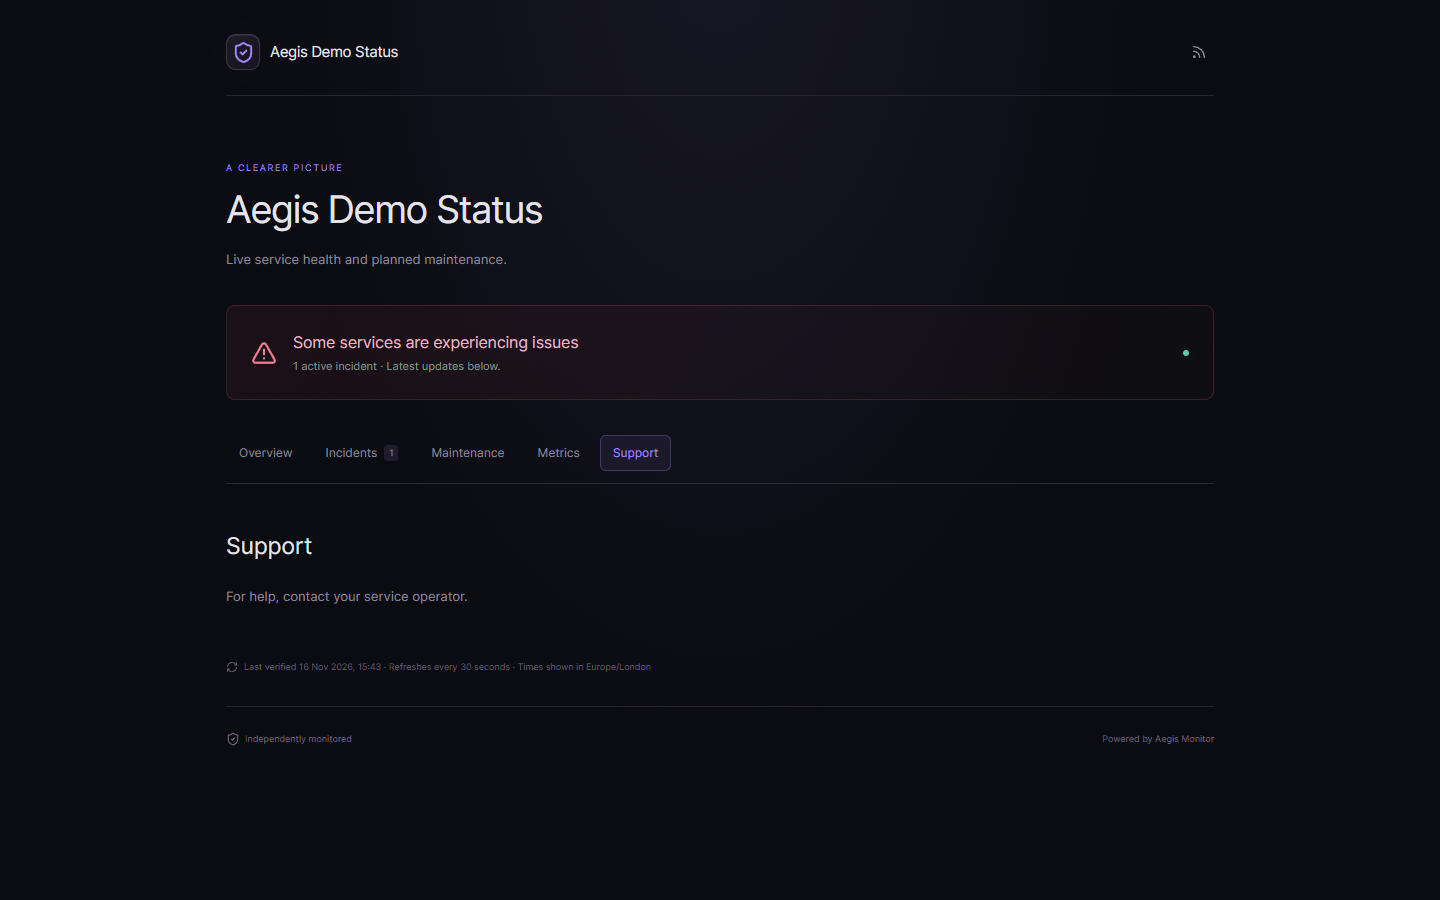 Aegis Demo Status
A CLEARER PICTURE
Aegis Demo Status
Live service health and planned maintenance.
Some services are experiencing issues
1 active incident · Latest updates below.
Overview Incidents 1 Maintenance Metrics Support
Support
For help, contact your service operator.
Last verified 16 Nov 2026, 15:43 · Refreshes every 30 seconds · Times shown in Europe/London
Independently monitored Powered by Aegis Monitor